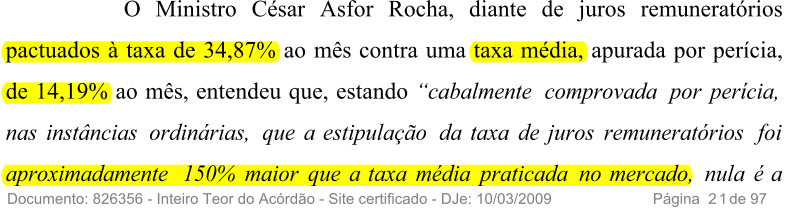 O Ministro César Asfor Rocha, diante de juros remuneratórios
pactuados à taxa de 34,87% ao mês contra uma taxa média, apurada por perícia,
de 14,19% ao mês, entendeu que, estando “cabalmente comprovada por perícia,
nas instâncias ordinárias, que a estipulação da taxa de juros remuneratórios foi
aproximadamente 150% maior que a taxa média praticada no mercado, nula é a
Documento: 826356 - Inteiro Teor do Acórdão - Site certificado - DJe: 10/03/2009 Página 21 de 97